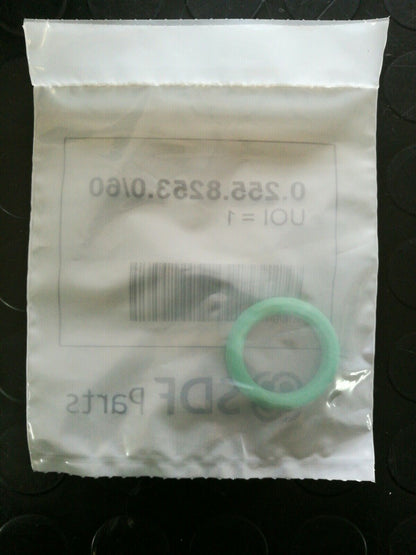 0.255.8253.0/60
UOI = 1
SDF Parts